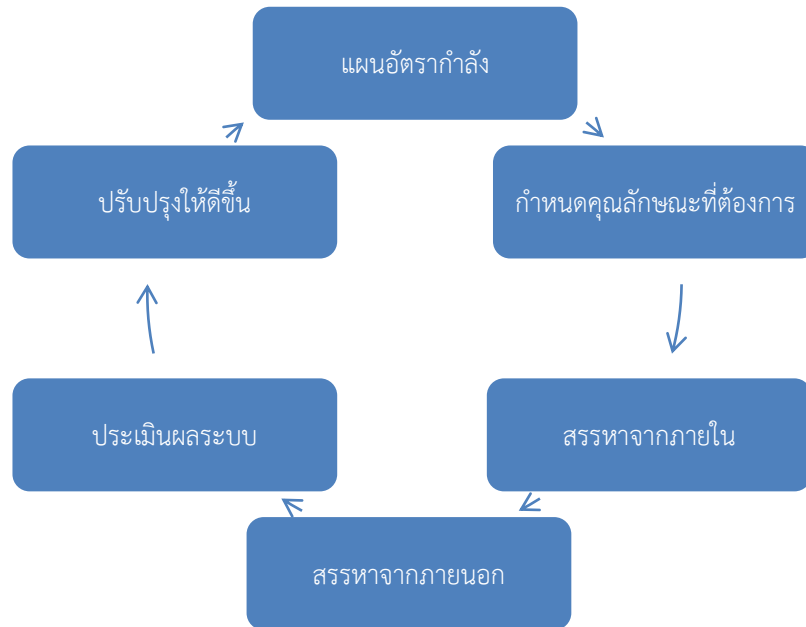 แผนอัตรากำลัง
กำหนดคุณลักษณะที่ต้องการ
สรรหาจากภายใน
สรรหาจากภายนอก
ประเมินผลระบบ
ปรับปรุงให้ดีขึ้น